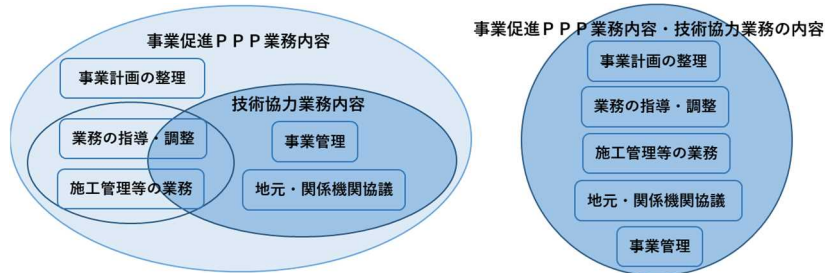 事業促進ＰＰＰ業務内容
事業計画の整理
技術協力業務内容
業務の指導・調整
事業管理
施工管理等の業務
地元・関係機関協議
事業促進ＰＰＰ業務内容・技術協力業務の内容
事業計画の整理
業務の指導・調整
施工管理等の業務
地元・関係機関協議
事業管理